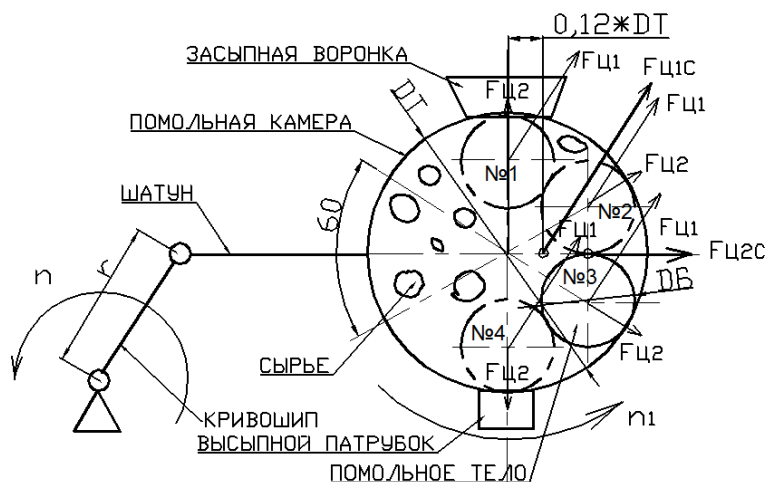 0,12*DT
ЗАСЫПНАЯ ВОРОНКА
Fц1
Fц1С
Fц2
DT
Fц1
ПОМОЛЬНАЯ КАМЕРА
№1
Fц2
ШАТУН
60
№2
Fц1
Fц1
Fц2С
n
r
№3
DБ
№4
СЫРЬЕ
Fц2
Fц2
КРИВОШИП
n1
ВЫСЫПНОЙ ПАТРУБОК
ПОМОЛЬНОЕ ТЕЛО